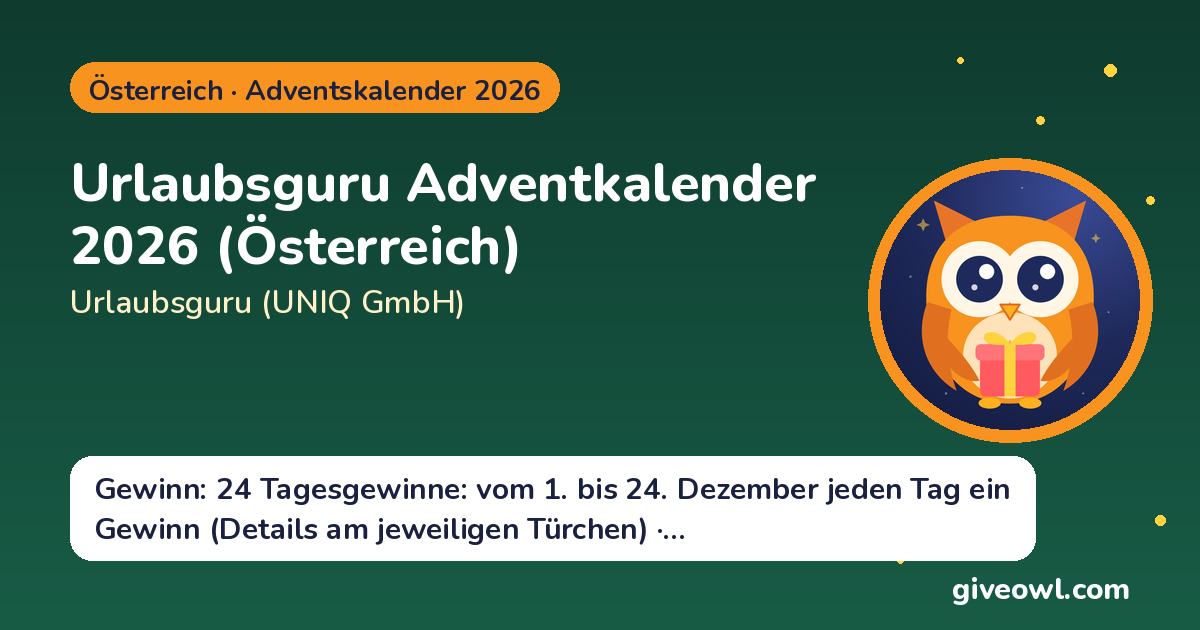 Österreich · Adventskalender 2026
Urlaubsguru Adventkalender
2026 (Österreich)
Urlaubsguru (UNIQ GmbH)
Gewinn: 24 Tagesgewinne: vom 1. bis 24. Dezember jeden Tag ein
Gewinn (Details am jeweiligen Türchen) ·...
giveowl.com